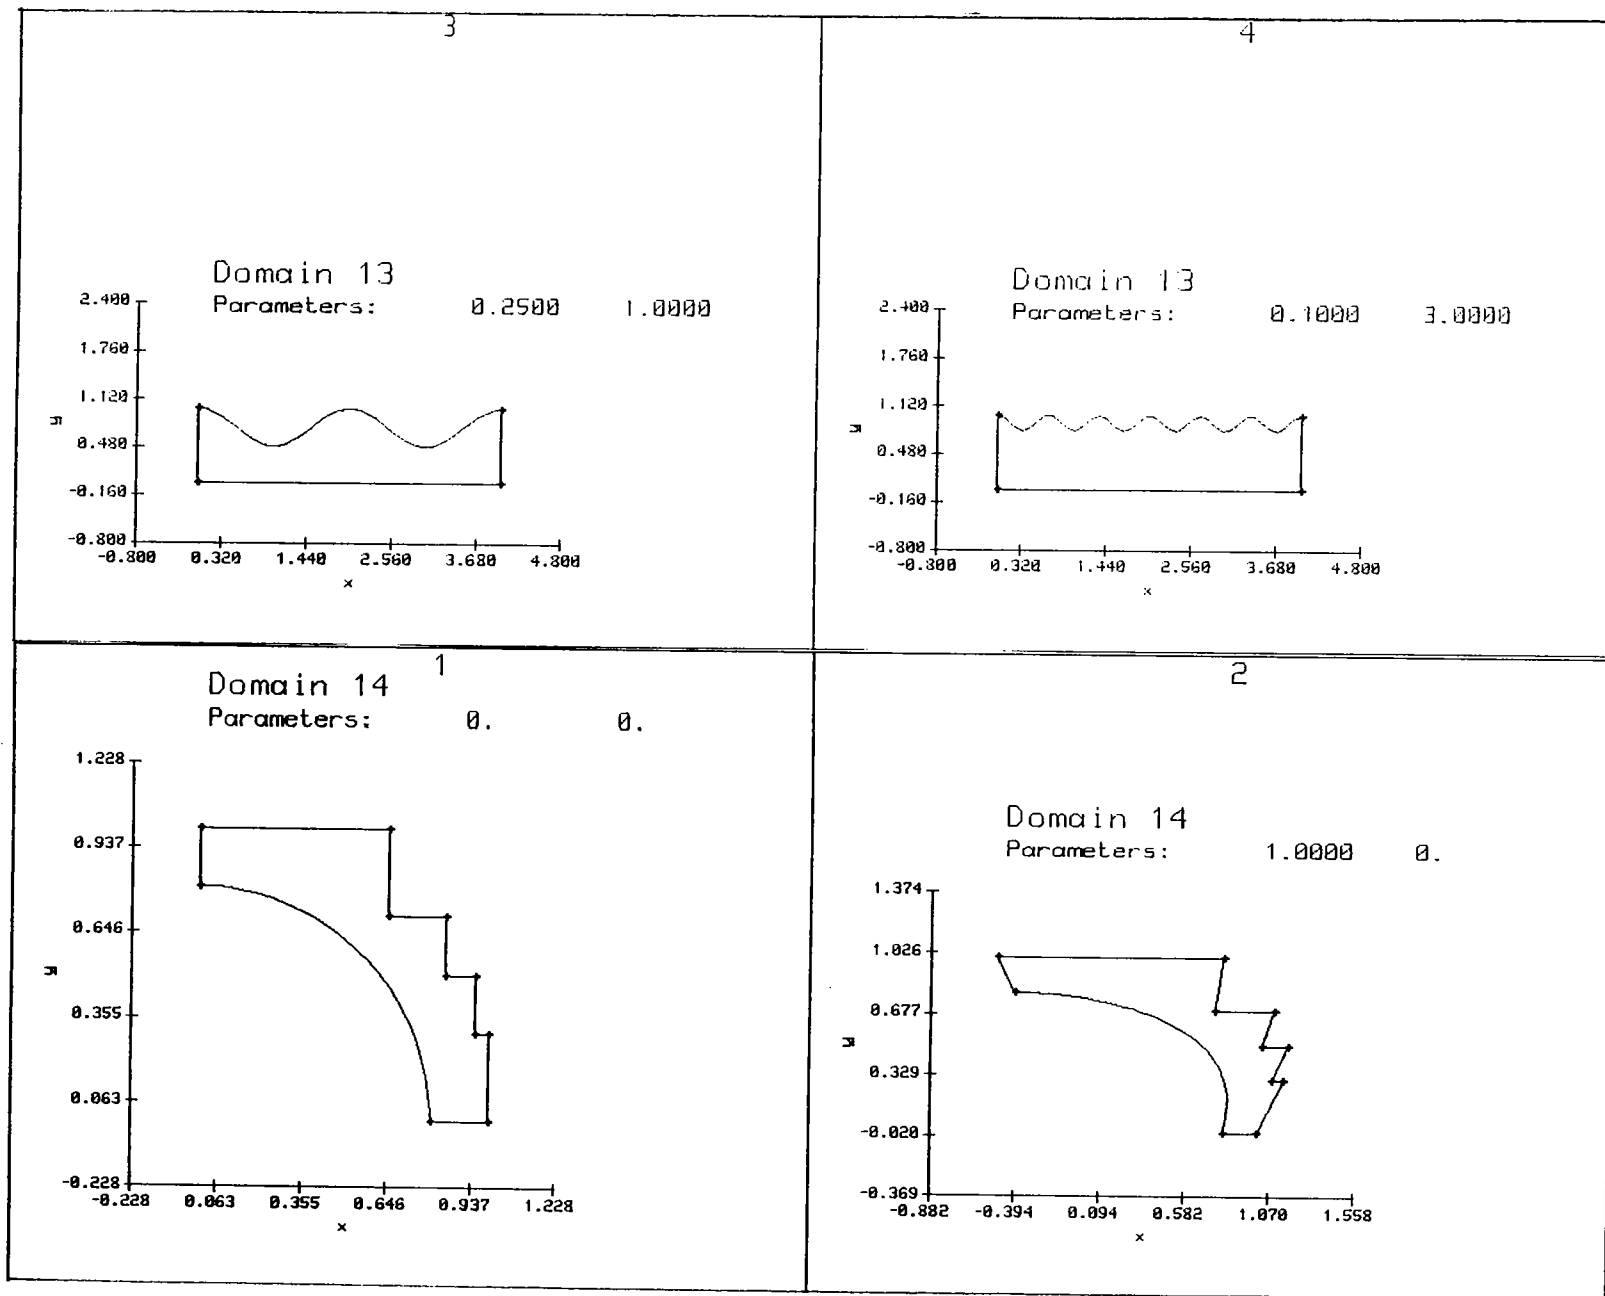 3
Domain 13
Parameters: 0.2500 1.0000
2.400
1.760
1.120
0.480
-0.160
-0.800
y
-0.800 0.320 1.440 2.560 3.680 4.800
x
4
Domain 13
Parameters: 0.1000 3.0000
2.400
1.760
1.120
0.480
-0.160
-0.800
y
-0.800 0.320 1.440 2.560 3.680 4.800
x
1
Domain 14
Parameters: 0. 0.
1.228
0.937
0.646
0.355
0.063
-0.228
y
-0.228 0.063 0.355 0.646 0.937 1.228
x
2
Domain 14
Parameters: 1.0000 0.
1.374
1.026
0.677
0.329
-0.020
-0.369
y
-0.882 -0.394 0.094 0.582 1.070 1.558
x